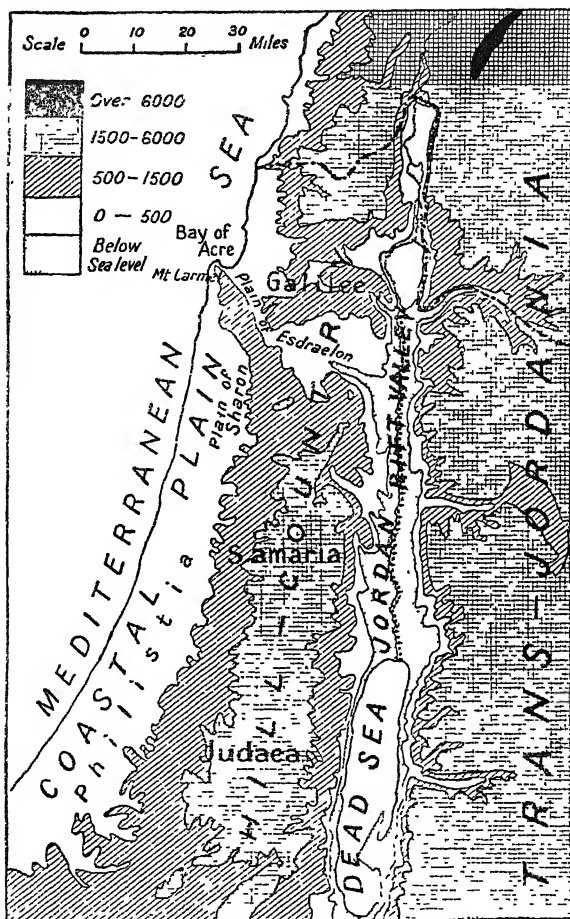 Scale 0 10 20 30 Miles
Over 6000
1500-6000
500-1500
0 — 500
Below
Sea level
MEDITERRANEAN SEA
Bay of
Acre
Mt Carmel
Galilee
Plain of Esdraelon
COASTAL PLAIN
Plain of
Sharon
Philistia
HILL-COUNTRY
Samaria
Judaea
JORDAN RIFT VALLEY
DEAD SEA
TRANS-JORDANIA